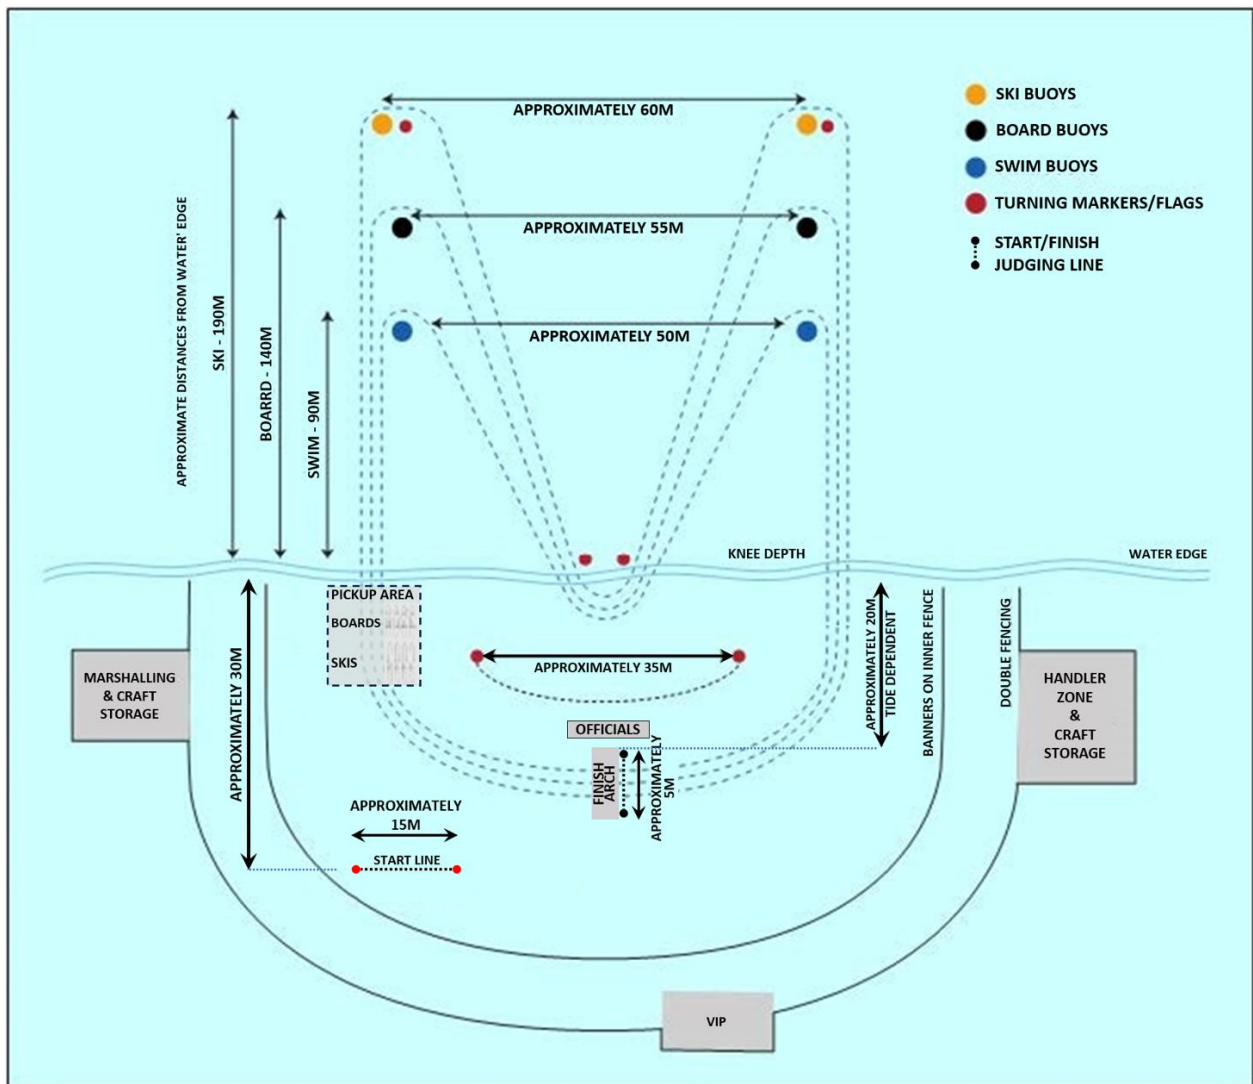 APPROXIMATELY 60M
SKI BUOYS
BOARD BUOYS
SWIM BUOYS
TURNING MARKERS/FLAGS
START/FINISH
JUDGING LINE
APPROXIMATELY 55M
APPROXIMATELY 50M
APPROXIMATE DISTANCES FROM WATER' EDGE
SKI - 190M
BOARRD - 140M
SWIM - 90M
KNEE DEPTH
WATER EDGE
PICKUP AREA
BOARDS
SKIS
APPROXIMATELY 35M
APPROXIMATELY 20M
TIDE DEPENDENT
BANNERS ON INNER FENCE
DOUBLE FENCING
MARSHALLING
& CRAFT
STORAGE
APPROXIMATELY 30M
HANDLER
ZONE
&
CRAFT
STORAGE
OFFICIALS
FINISH
ARCH
APPROXIMATELY
5M
APPROXIMATELY
15M
START LINE
VIP